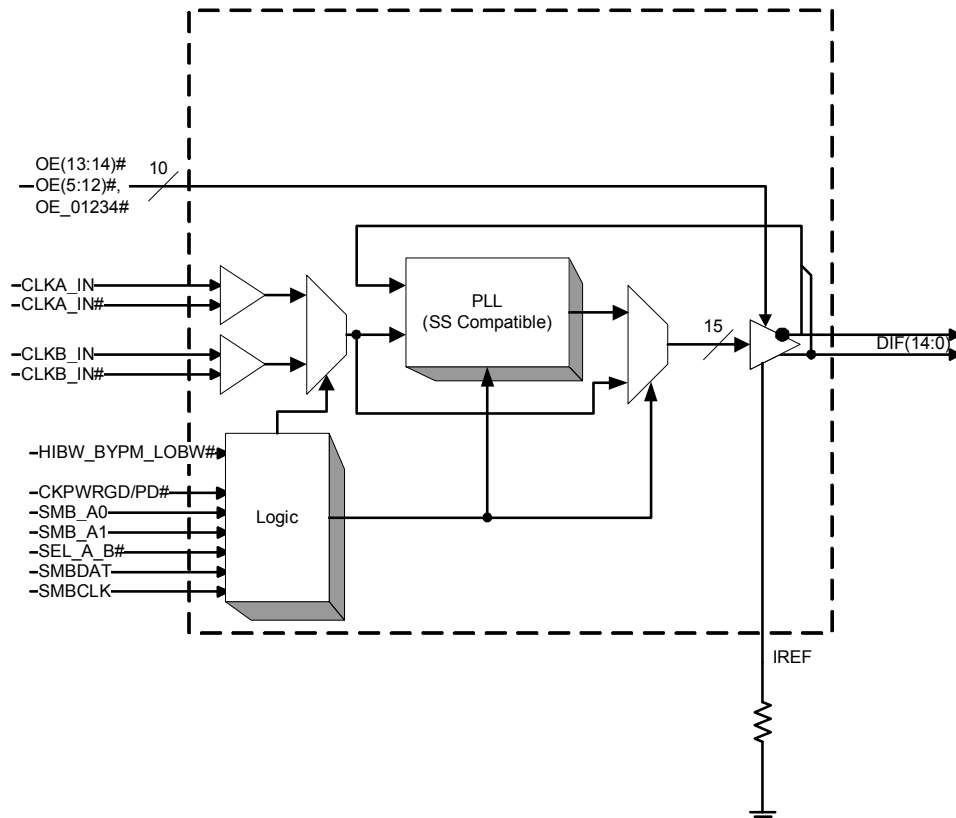 OE(13:14)#
OE(5:12)#,
OE_01234#
10
CLKA_IN
CLKA_IN#
CLKB_IN
CLKB_IN#
PLL
(SS Compatible)
15
DIF(14:0)
HIBW_BYPM_LOBW#
CKPWRGD/PD#
SMB_A0
SMB_A1
SEL_A_B#
SMBDAT
SMBCLK
Logic
IREF